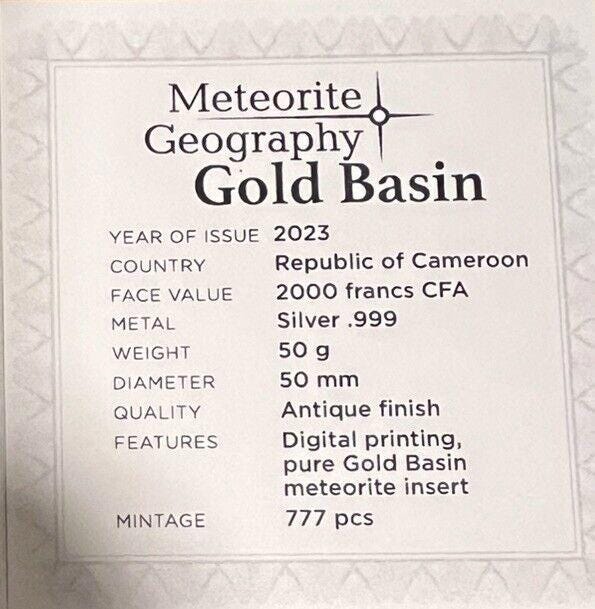 Meteorite
Geography
Gold Basin
YEAR OF ISSUE 2023
COUNTRY Republic of Cameroon
FACE VALUE 2000 francs CFA
METAL Silver .999
WEIGHT 50 g
DIAMETER 50 mm
QUALITY Antique finish
FEATURES Digital printing,
pure Gold Basin
meteorite insert
MINTAGE 777 pcs